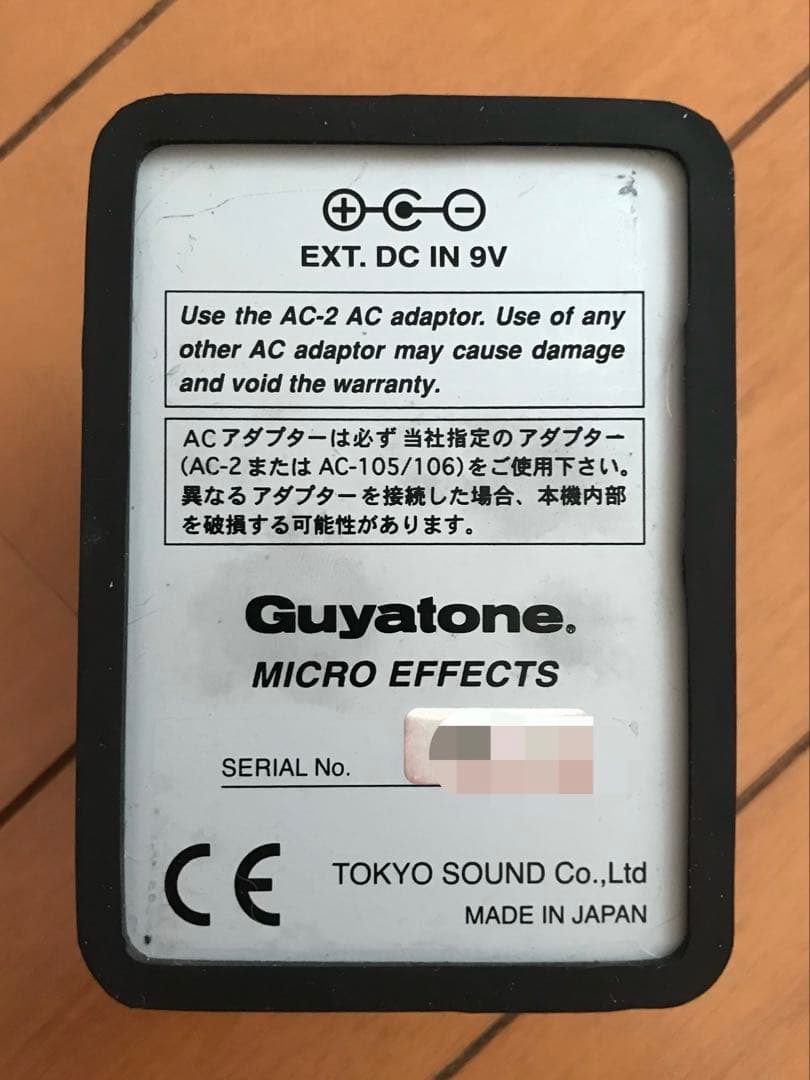 EXT. DC IN 9V
Use the AC-2 AC adaptor. Use of any
other AC adaptor may cause damage
and void the warranty.
ACアダプターは必ず当社指定のアダプター
(AC-2または AC-105/106)をご使用下さい。
異なるアダプターを接続した場合、本機内部
を破損する可能性があります。
Guyatone®
MICRO EFFECTS
SERIAL No.
CE
TOKYO SOUND Co.,Ltd
MADE IN JAPAN